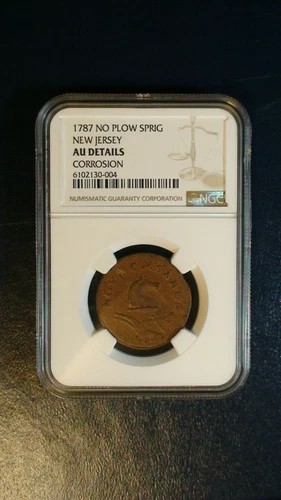 1787 NO PLOW SPRIG
NEW JERSEY
AU DETAILS
CORROSION
6102130-004
NUMISMATIC GUARANTY CORPORATION
NGC